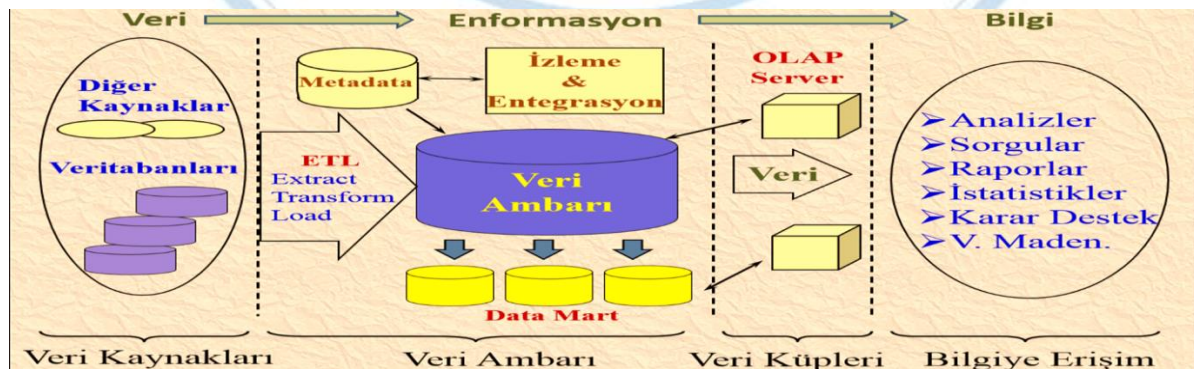 Veri
Enformasyon
Bilgi
Diğer
Kaynaklar
Veritabanları
Metadata
İzleme
&
Entegrasyon
ETL
Extract
Transform
Load
Veri
Ambarı
Data Mart
OLAP
Server
Veri
➢Analizler
➢Sorgular
➢Raporlar
➢İstatistikler
➢Karar Destek
➢V. Maden.
Veri Kaynakları
Veri Ambarı
Veri Küpleri
Bilgiye Erişim